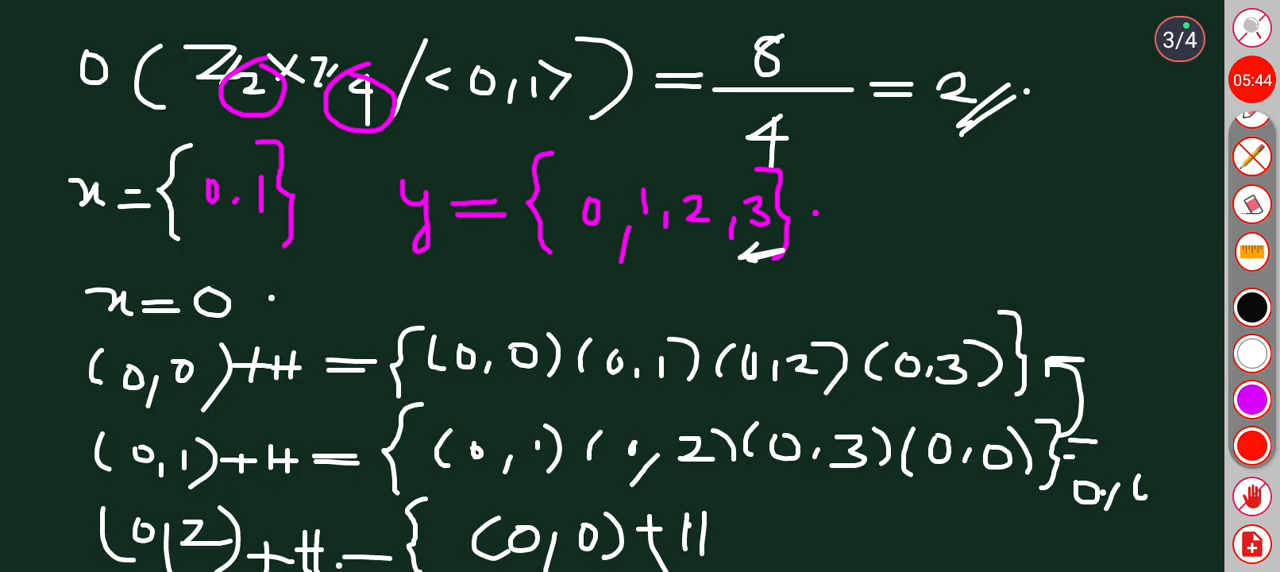 3/4
05:44
O ( Z2 × Z4 / < 0, 1 > ) = 8/4 = 2 .
x = { 0, 1 } y = { 0, 1, 2, 3 } .
x = 0 .
(0, 0) + H = { (0, 0) (0, 1) (0, 2) (0, 3) }
(0, 1) + H = { (0, 1) (0, 2) (0, 3) (0, 0) } =
(0, 2) + H = { (0, 0) + H